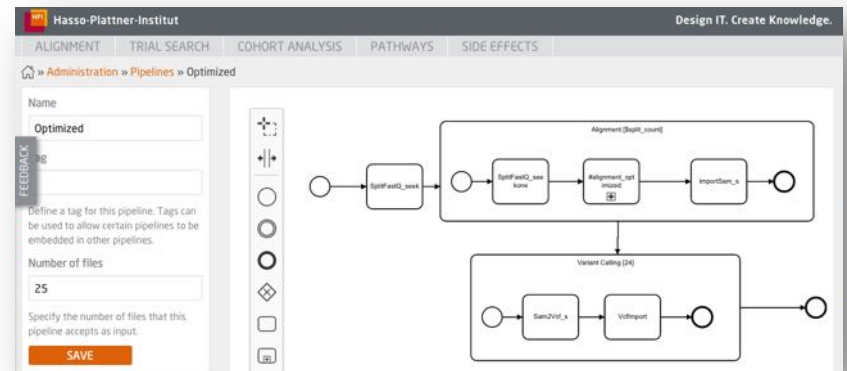 HPI Hasso-Plattner-Institut
Design IT. Create Knowledge.
ALIGNMENT TRIAL SEARCH COHORT ANALYSIS PATHWAYS SIDE EFFECTS
» Administration » Pipelines » Optimized
Name
Optimized
FEEDBACK
Define a tag for this pipeline. Tags can
be used to allow certain pipelines to be
embedded in other pipelines.
Number of files
25
Specify the number of files that this
pipeline accepts as input.
SAVE
SplitFastQ_seek
Alignment [$split_count]
SplitFastQ_see
kone
#alignment_opt
imized
ImportSam_s
Variant Calling [24]
Sam2Vcf_s
VcfImport